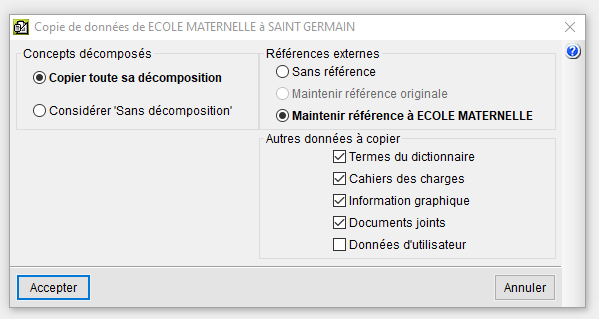 Copie de données de ECOLE MATERNELLE à SAINT GERMAIN
Concepts décomposés
Copier toute sa décomposition
Considérer 'Sans décomposition'
Références externes
Sans référence
Maintenir référence originale
Maintenir référence à ECOLE MATERNELLE
Autres données à copier
Termes du dictionnaire
Cahiers des charges
Information graphique
Documents joints
Données d'utilisateur
Accepter
Annuler